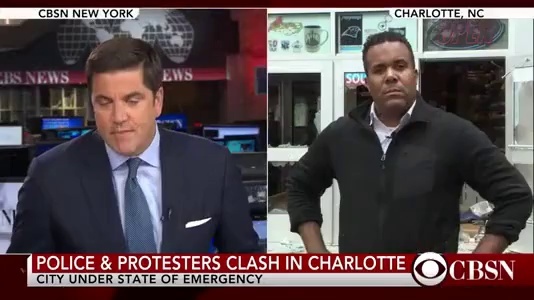 CBSN NEW YORK
CHARLOTTE, NC
CBS NEWS
POLICE & PROTESTERS CLASH IN CHARLOTTE
CITY UNDER STATE OF EMERGENCY
CBSN